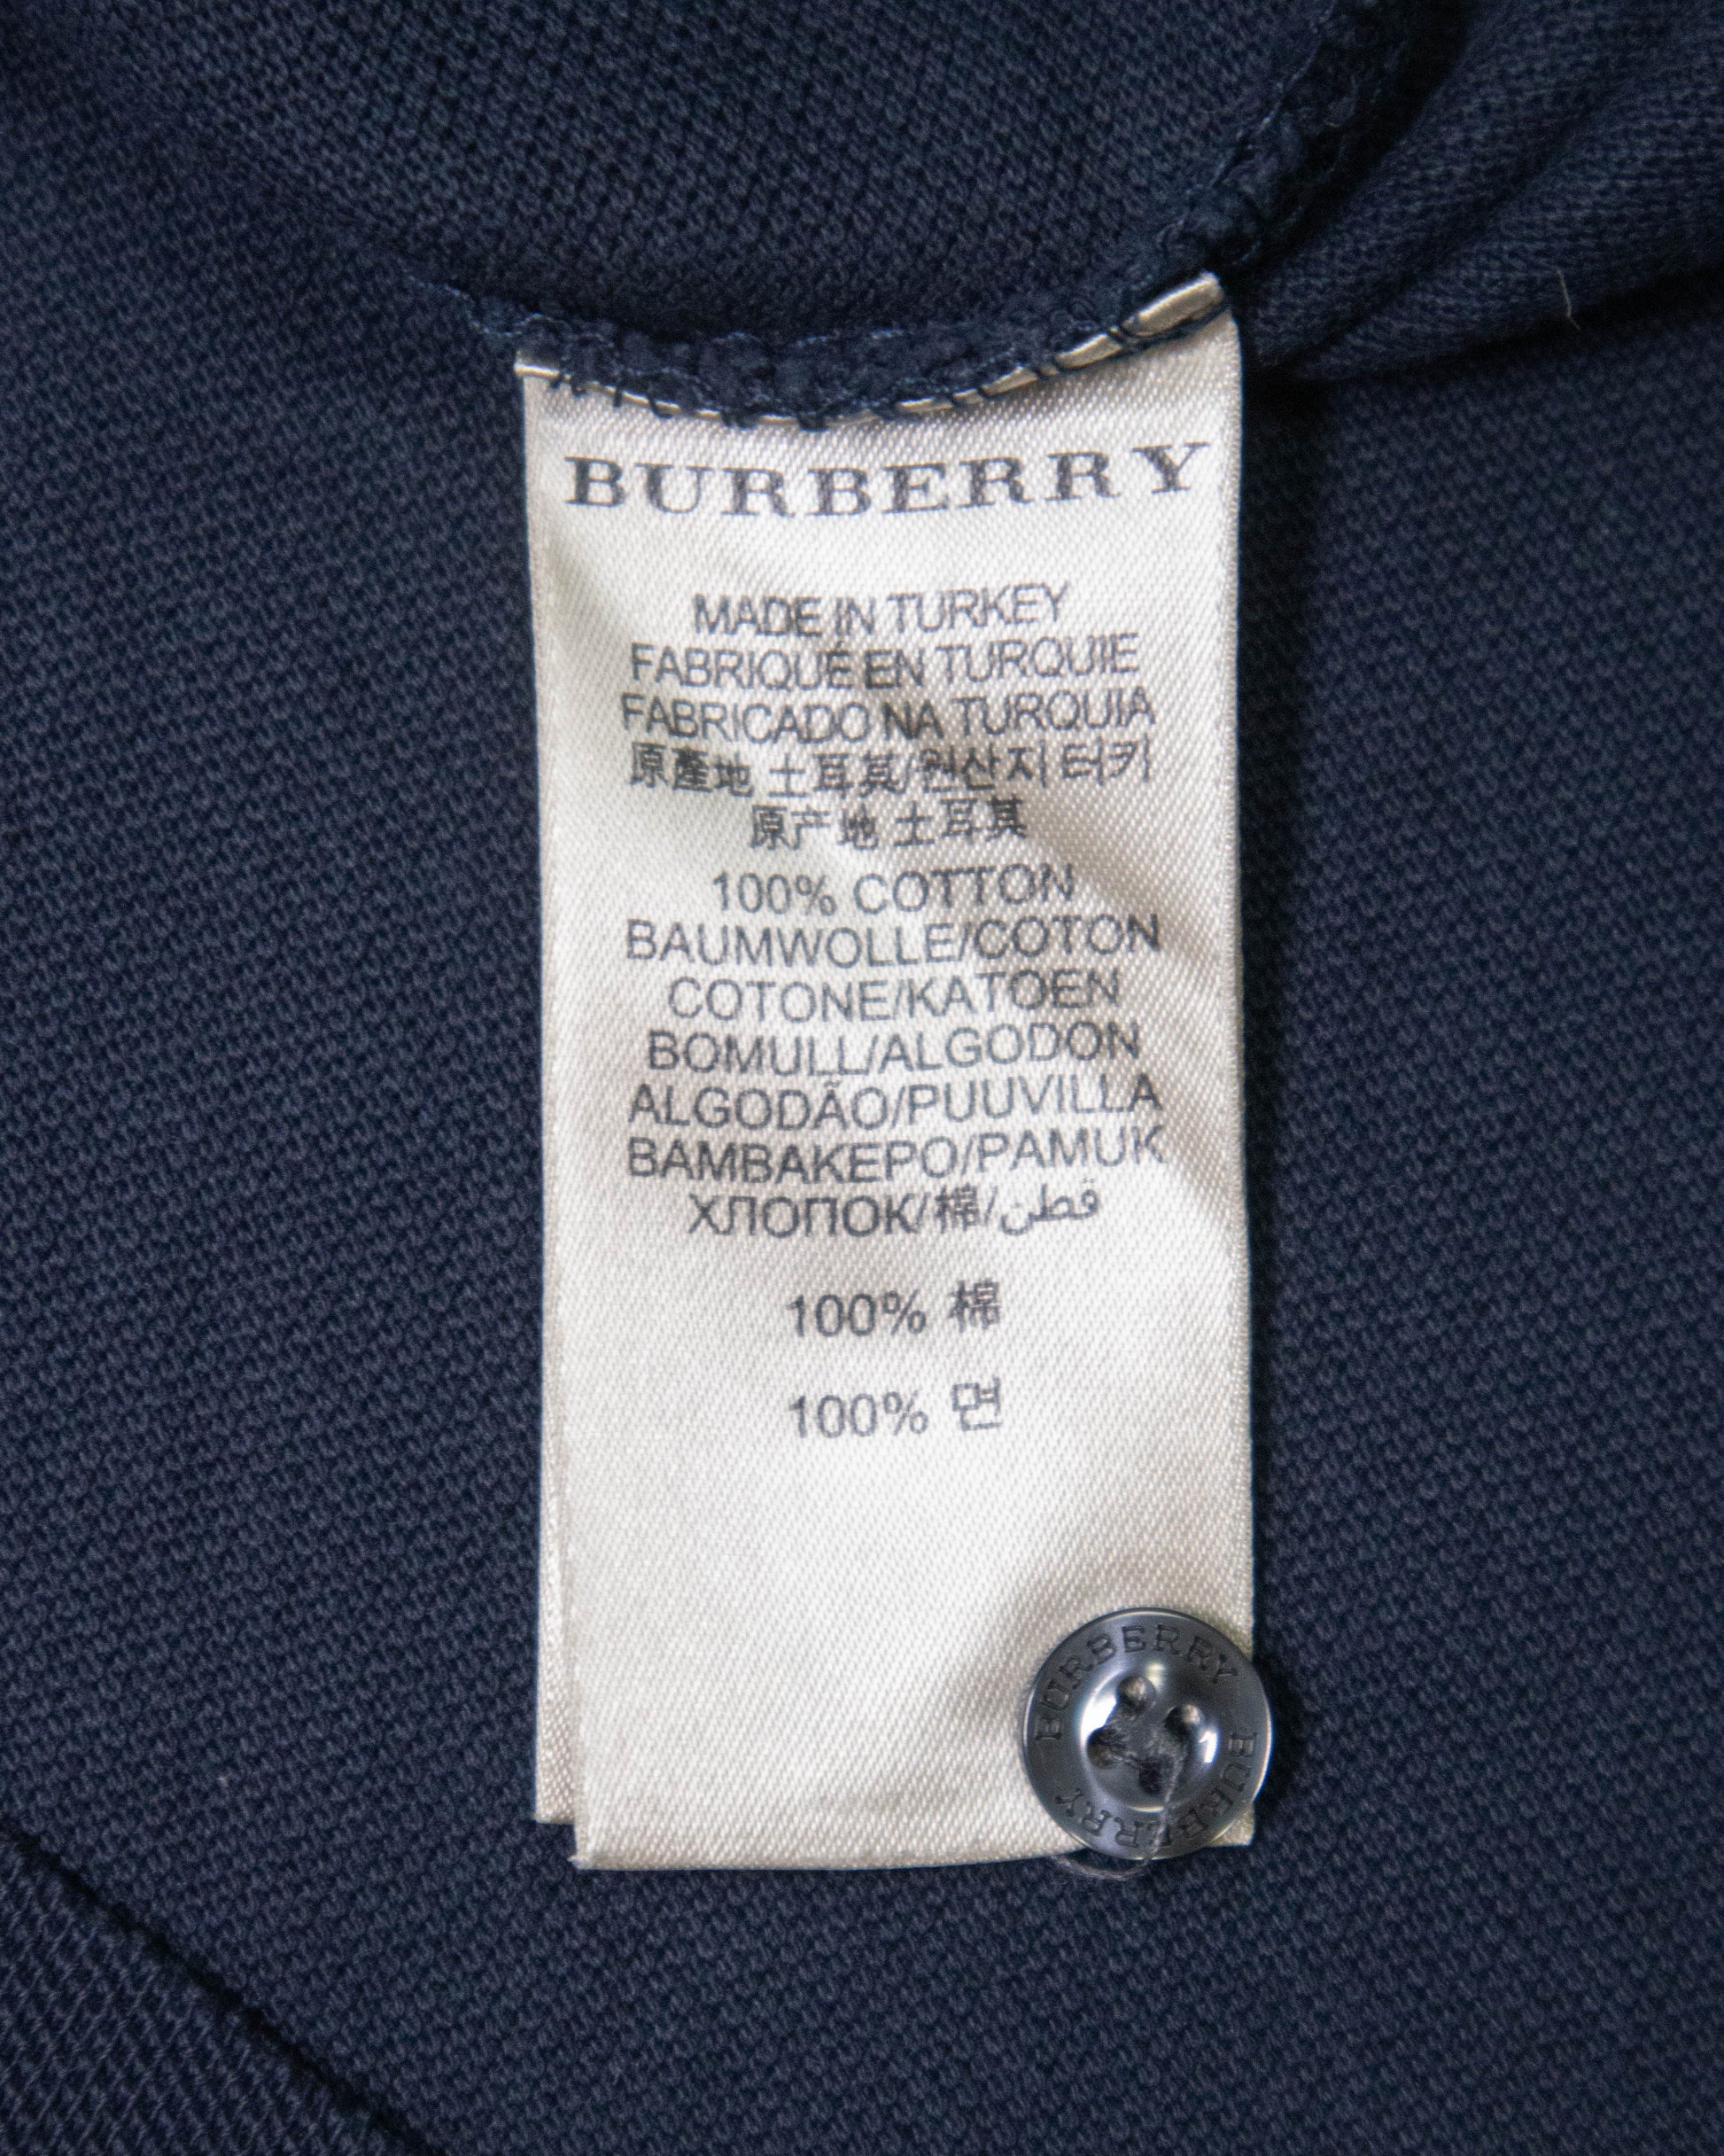 BURBERRY
MADE IN TURKEY
FABRIQUÉ EN TURQUIE
FABRICADO NA TURQUIA
原產地 土耳其/원산지 터키
原产地 土耳其
100% COTTON
BAUMWOLLE/COTON
COTONE/KATOEN
BOMULL/ALGODON
ALGODÃO/PUUVILLA
BAMBAKEPO/PAMUK
ХЛОПОК/棉/قطن
100% 棉
100% 면
BURBERRY
BURBERRY